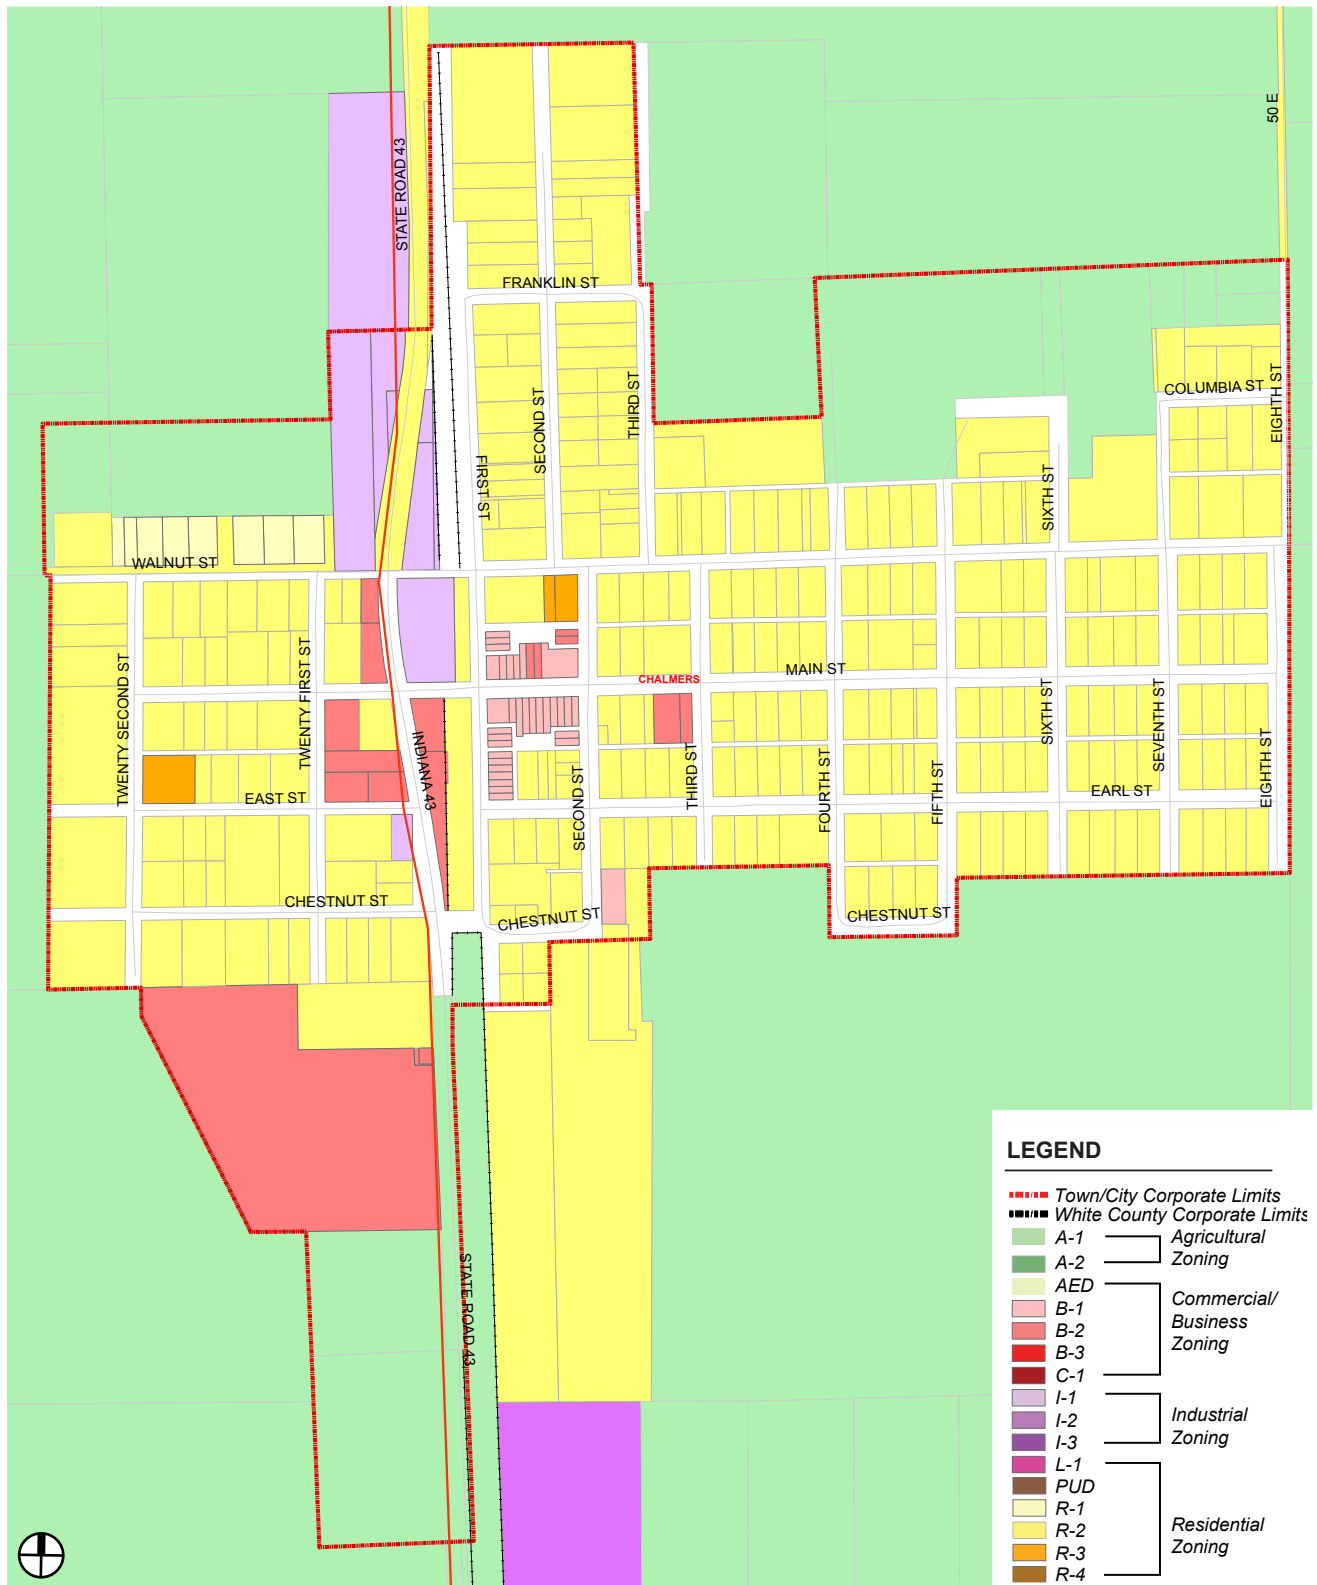 50 E
STATE ROAD 43
FRANKLIN ST
SECOND ST
THIRD ST
COLUMBIA ST
EIGHTH ST
FIRST ST
SIXTH ST
WALNUT ST
MAIN ST
CHALMERS
TWENTY SECOND ST
TWENTY FIRST ST
INDIANA 43
SECOND ST
THIRD ST
FOURTH ST
FIFTH ST
SIXTH ST
SEVENTH ST
EIGHTH ST
EAST ST
EARL ST
CHESTNUT ST
CHESTNUT ST
CHESTNUT ST
STATE ROAD 43
LEGEND
Town/City Corporate Limits
White County Corporate Limits
A-1
A-2
Agricultural
Zoning
AED
B-1
B-2
B-3
C-1
Commercial/
Business
Zoning
I-1
I-2
I-3
Industrial
Zoning
L-1
PUD
R-1
R-2
R-3
R-4
Residential
Zoning